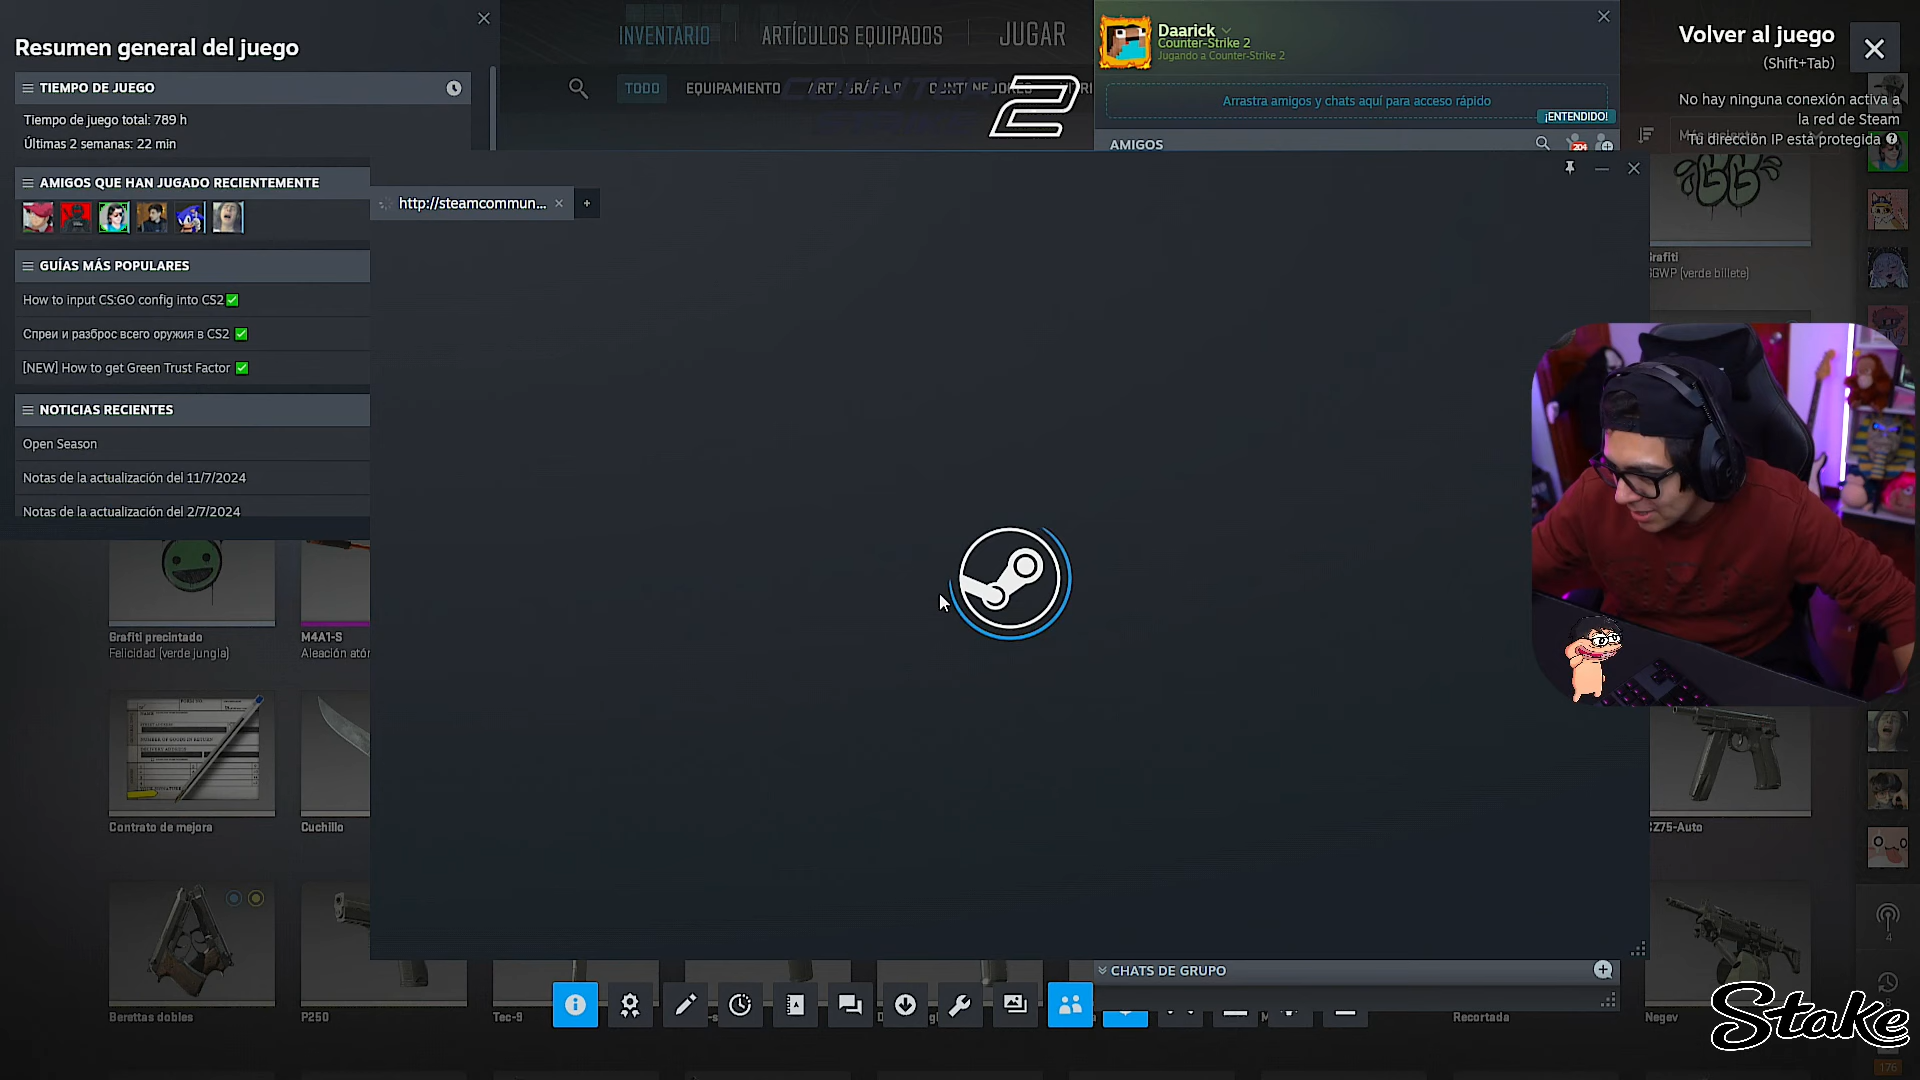 Resumen general del juego
TIEMPO DE JUEGO
Tiempo de juego total: 789 h
Últimas 2 semanas: 22 min
AMIGOS QUE HAN JUGADO RECIENTEMENTE
GUÍAS MÁS POPULARES
How to input CS:GO config into CS2✅
Спреи и разброс всего оружия в CS2 ✅
[NEW] How to get Green Trust Factor ✅
NOTICIAS RECIENTES
Open Season
Notas de la actualización del 11/7/2024
Notas de la actualización del 2/7/2024
INVENTARIO
ARTÍCULOS EQUIPADOS
JUGAR
TODO
EQUIPAMIENTO
2
Daarick
Counter-Strike 2
Jugando a Counter-Strike 2
Arrastra amigos y chats aquí para acceso rápido
¡ENTENDIDO!
AMIGOS
204
Volver al juego
(Shift+Tab)
No hay ninguna conexión activa a
la red de Steam
Tu dirección IP está protegida
http://steamcommun...
Grafiti precintado
Felicidad (verde jungla)
M4A1-S
Contrato de mejora
Cuchillo
Berettas dobles
P250
Tec-9
CHATS DE GRUPO
Recortada
Negev
CZ75-Auto
4
176
Stake